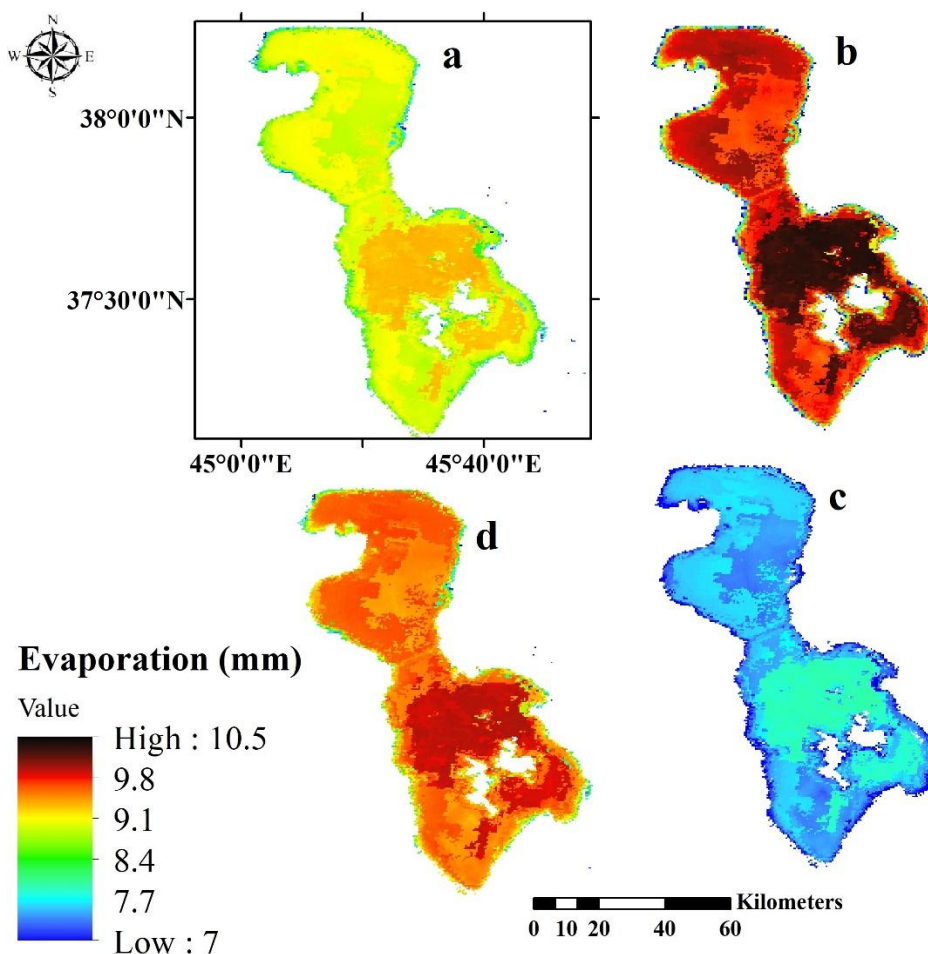 N
W E
S
a
b
38°0'0"N
37°30'0"N
45°0'0"E 45°40'0"E
d
c
Evaporation (mm)
Value
High : 10.5
9.8
9.1
8.4
7.7
Low : 7
Kilometers
0 10 20 40 60